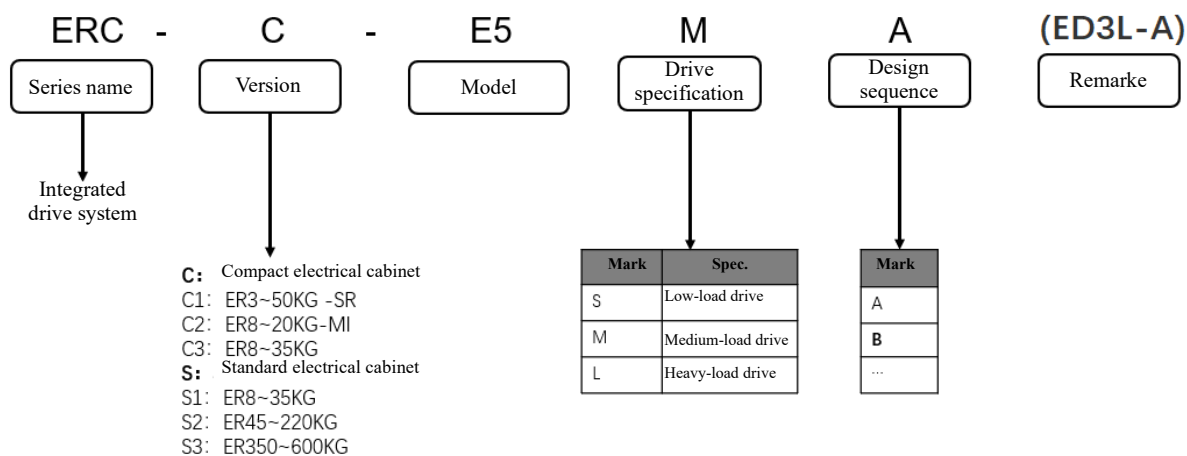 ERC - C - E5 M A (ED3L-A)
Series name
Version
Model
Drive
specification
Design
sequence
Remarke
Integrated
drive system
C: Compact electrical cabinet
C1: ER3~50KG -SR
C2: ER8~20KG-MI
C3: ER8~35KG
S: Standard electrical cabinet
S1: ER8~35KG
S2: ER45~220KG
S3: ER350~600KG
Mark Spec.
S Low-load drive
M Medium-load drive
L Heavy-load drive
Mark
A
B
...